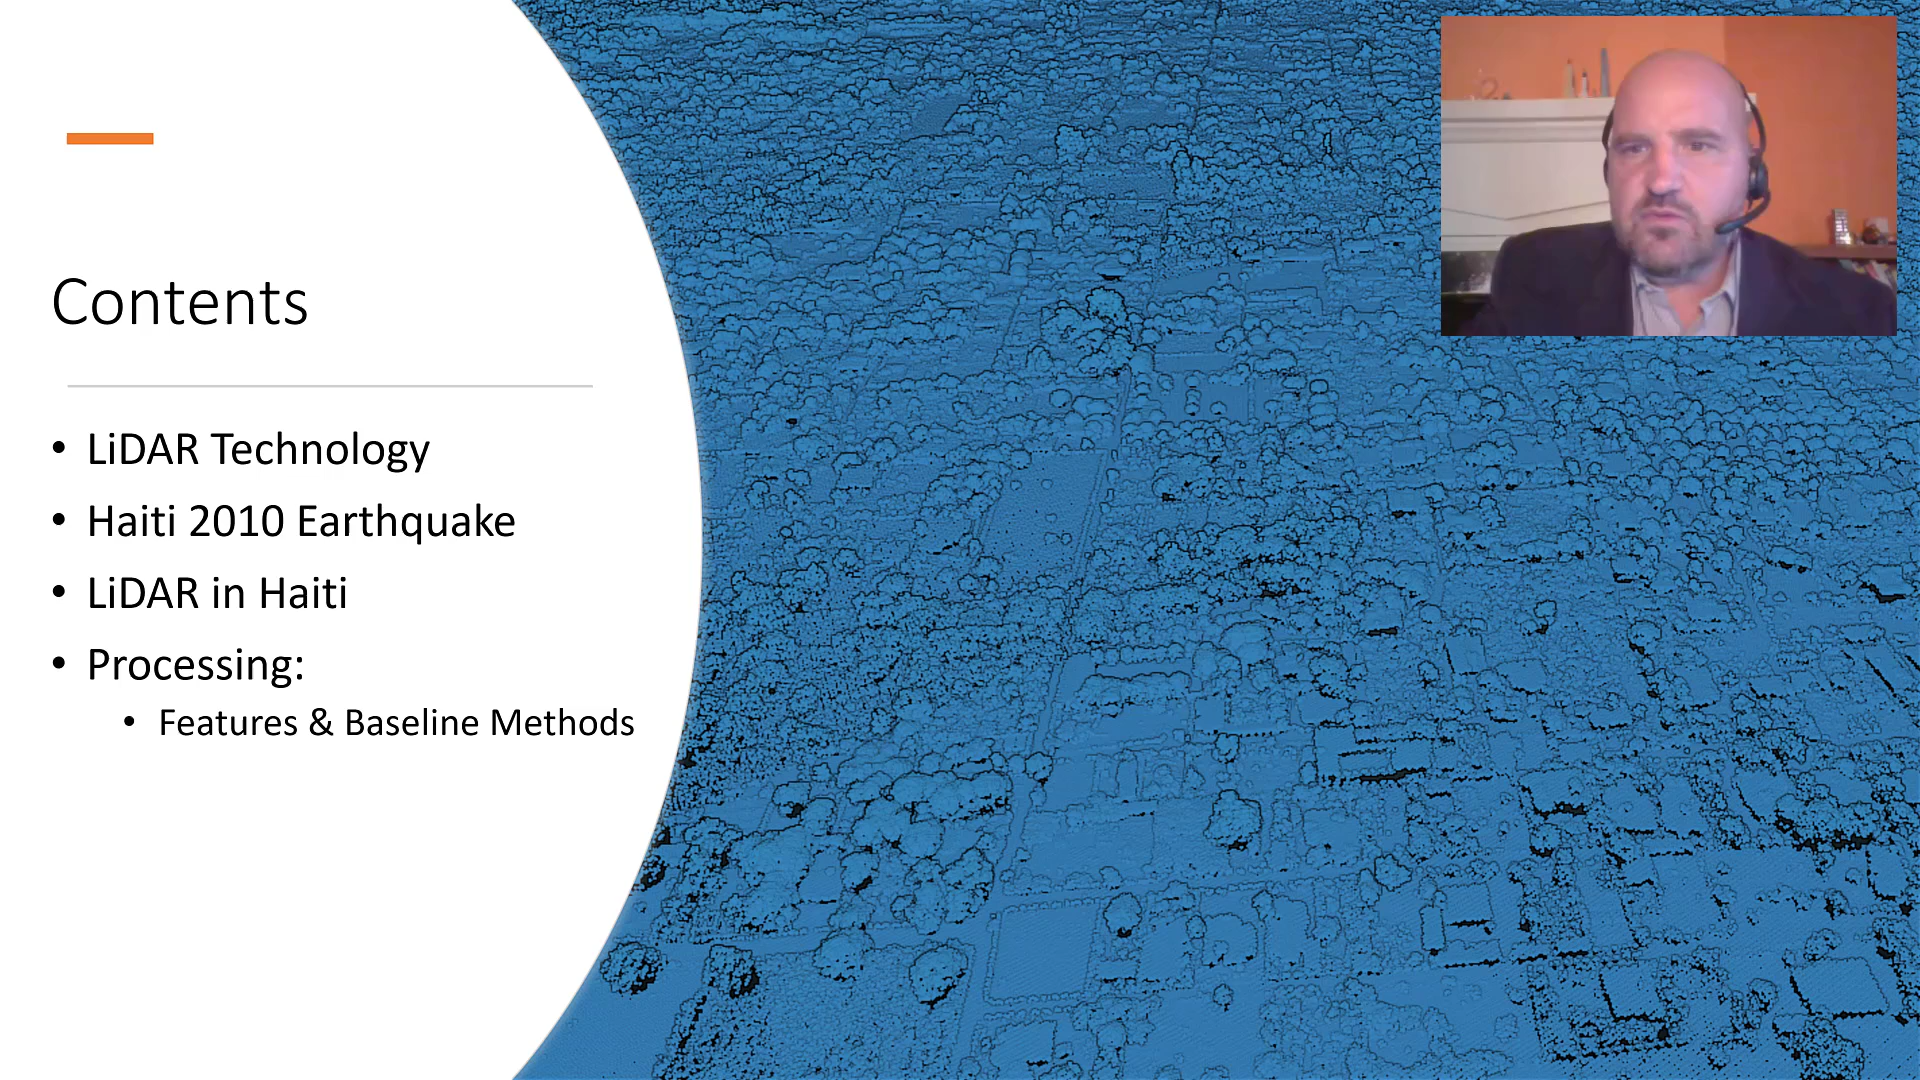 Contents
• LiDAR Technology
• Haiti 2010 Earthquake
• LiDAR in Haiti
• Processing:
• Features & Baseline Methods